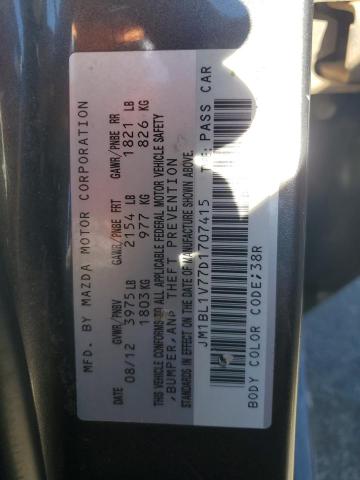 MFD. BY MAZDA MOTOR CORPORATION
GVWR/PNBV GAWR/PNBE FRT GAWR/PNBE RR
08/12 3975 LB 2154 LB 1821 LB
1803 KG 977 KG 826 KG
THIS VEHICLE CONFORMS TO ALL APPLICABLE FEDERAL MOTOR VEHICLE SAFETY
,BUMPER,AND THEFT PREVENTION
STANDARDS IN EFFECT ON THE DATE OF MANUFACTURE SHOWN ABOVE.
JM1BL1V77D1707415 PASS CAR
BODY COLOR CODE:38R